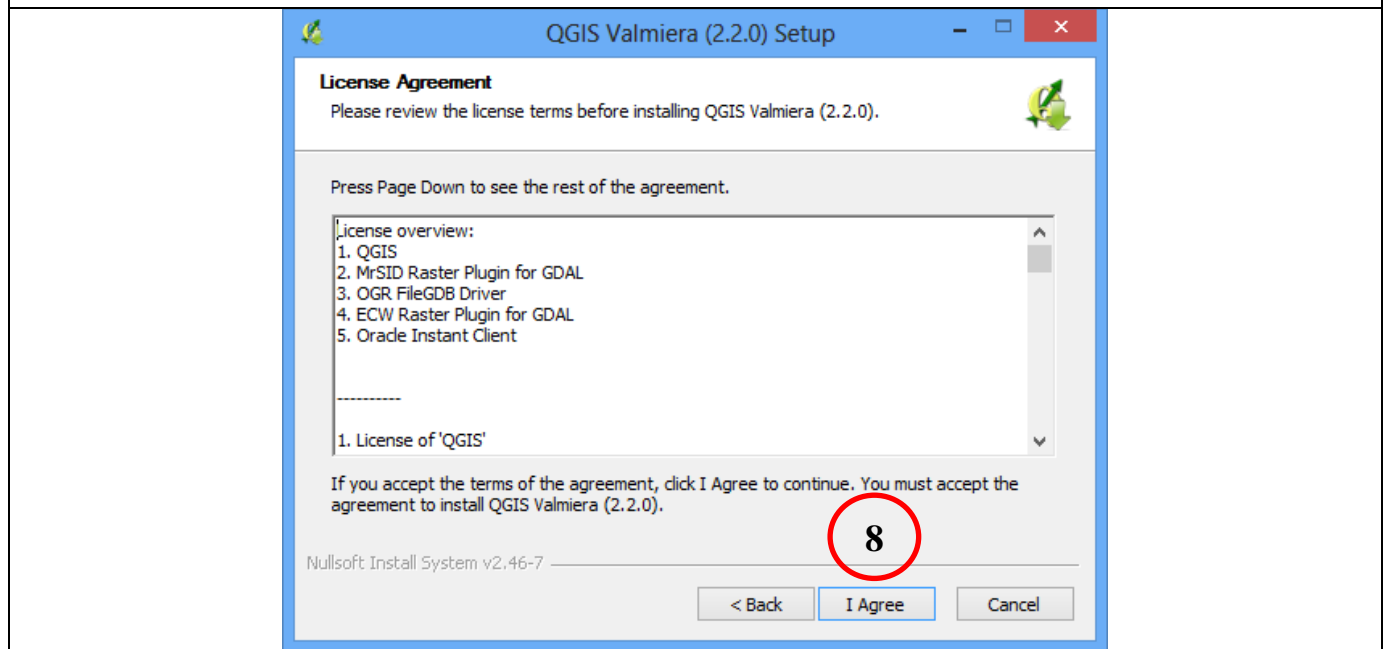 QGIS Valmiera (2.2.0) Setup
License Agreement
Please review the license terms before installing QGIS Valmiera (2.2.0).
Press Page Down to see the rest of the agreement.
License overview:
1. QGIS
2. MrSID Raster Plugin for GDAL
3. OGR FileGDB Driver
4. ECW Raster Plugin for GDAL
5. Oracle Instant Client
----------
1. License of 'QGIS'
If you accept the terms of the agreement, click I Agree to continue. You must accept the
agreement to install QGIS Valmiera (2.2.0).
8
Nullsoft Install System v2.46-7
< Back I Agree Cancel